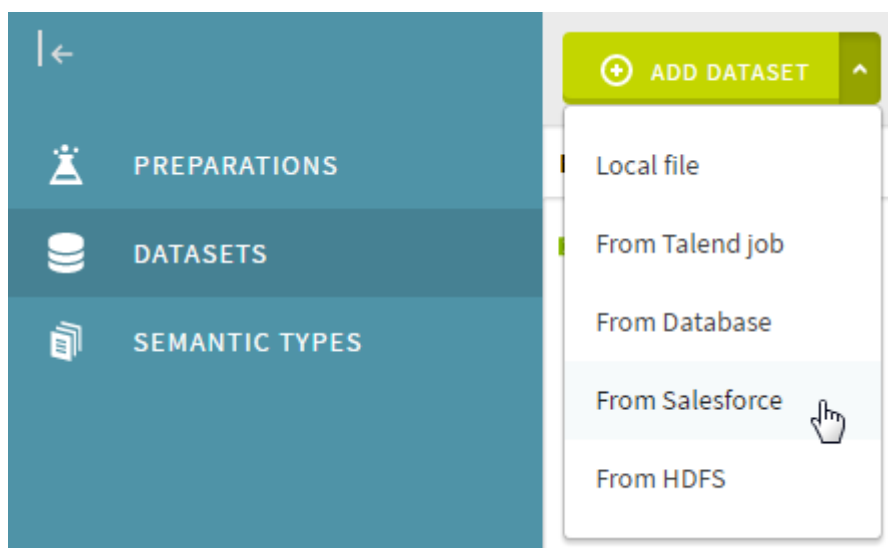 PREPARATIONS
DATASETS
SEMANTIC TYPES
ADD DATASET
Local file
From Talend job
From Database
From Salesforce
From HDFS